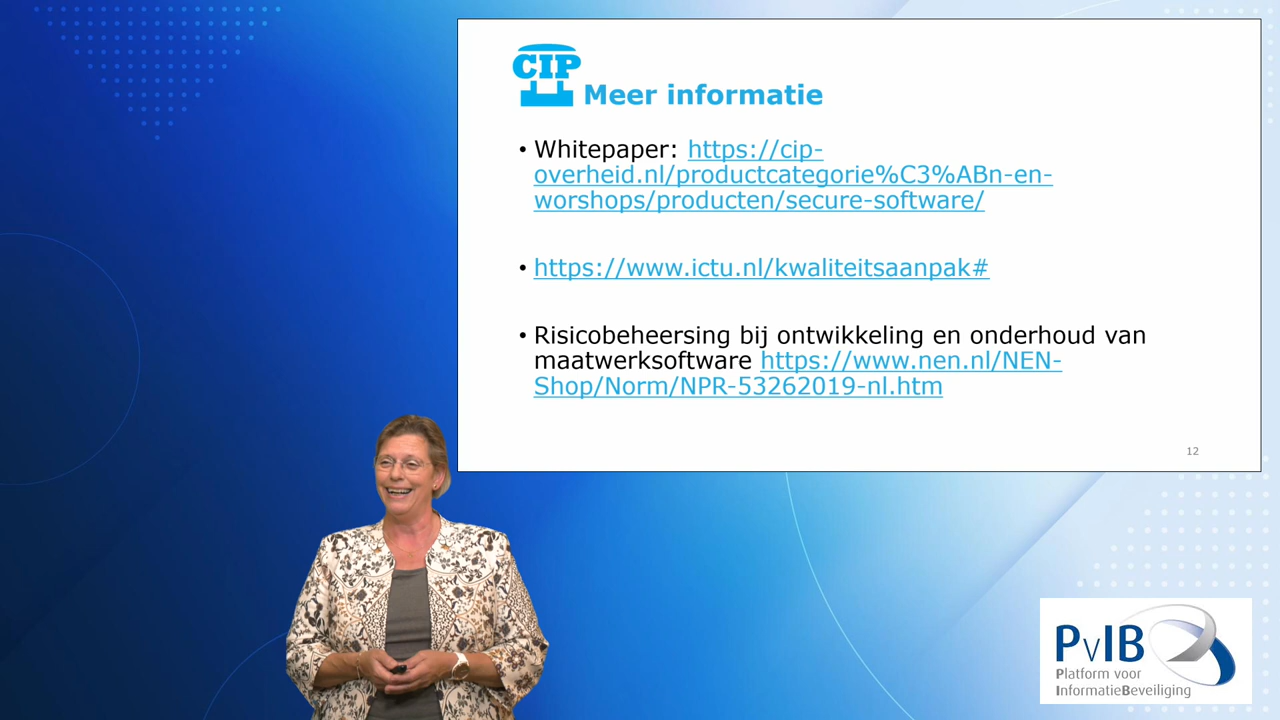 CIP
Meer informatie
• Whitepaper: https://cip-
overheid.nl/productcategorie%C3%ABn-en-
worshops/producten/secure-software/
• https://www.ictu.nl/kwaliteitsaanpak#
• Risicobeheersing bij ontwikkeling en onderhoud van
maatwerksoftware https://www.nen.nl/NEN-
Shop/Norm/NPR-53262019-nl.htm
12
PvIB
Platform voor
InformatieBeveiliging